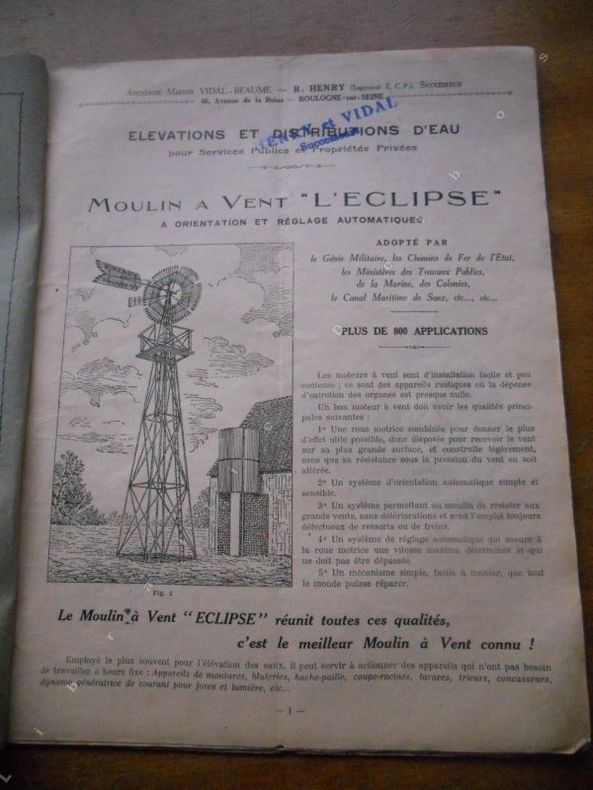 ANCIENNE MAISON VIDAL-BEAUME — R. HENRY (Ingénieur E. C. P.), SUCCESSEUR
66, Avenue de la Reine — BOULOGNE-sur-SEINE
HENRY et VIDAL
Successeurs
ELEVATIONS ET DISTRIBUTIONS D'EAU
pour Services Publics et Propriétés Privées
MOULIN A VENT "L'ECLIPSE"
A ORIENTATION ET RÉGLAGE AUTOMATIQUES
ADOPTÉ PAR
le Génie Militaire, les Chemins de Fer de l'Etat,
les Ministères des Travaux Publics,
de la Marine, des Colonies,
le Canal Maritime de Suez, etc..., etc...
PLUS DE 800 APPLICATIONS
Les moteurs à vent sont d'installation facile et peu
coûteuse ; ce sont des appareils rustiques où la dépense
d'entretien des organes est presque nulle.
Un bon moteur à vent doit avoir les qualités princi-
pales suivantes :
1° Une roue motrice combinée pour donner le plus
d'effet utile possible, donc disposée pour recevoir le vent
sur sa plus grande surface, et construite légèrement,
sans que sa résistance sous la pression du vent en soit
altérée.
2° Un système d'orientation automatique simple et
sensible.
3° Un système permettant au moulin de résister aux
grands vents, sans détériorations et sans l'emploi toujours
défectueux de ressorts ou de freins.
4° Un système de réglage automatique qui assure à
la roue motrice une vitesse maxima déterminée et qui
ne doit pas être dépassée.
5° Un mécanisme simple, facile à monter, que tout
le monde puisse réparer.
Fig. 1
Le Moulin à Vent "ECLIPSE" réunit toutes ces qualités,
c'est le meilleur Moulin à Vent connu !
Employé le plus souvent pour l'élévation des eaux, il peut servir à actionner des appareils qui n'ont pas besoin
de travailler à heure fixe : Appareils de moutures, bluteries, hache-paille, coupe-racines, tarares, trieurs, concasseurs,
dynamo génératrice de courant pour force et lumière, etc...
— 1 —